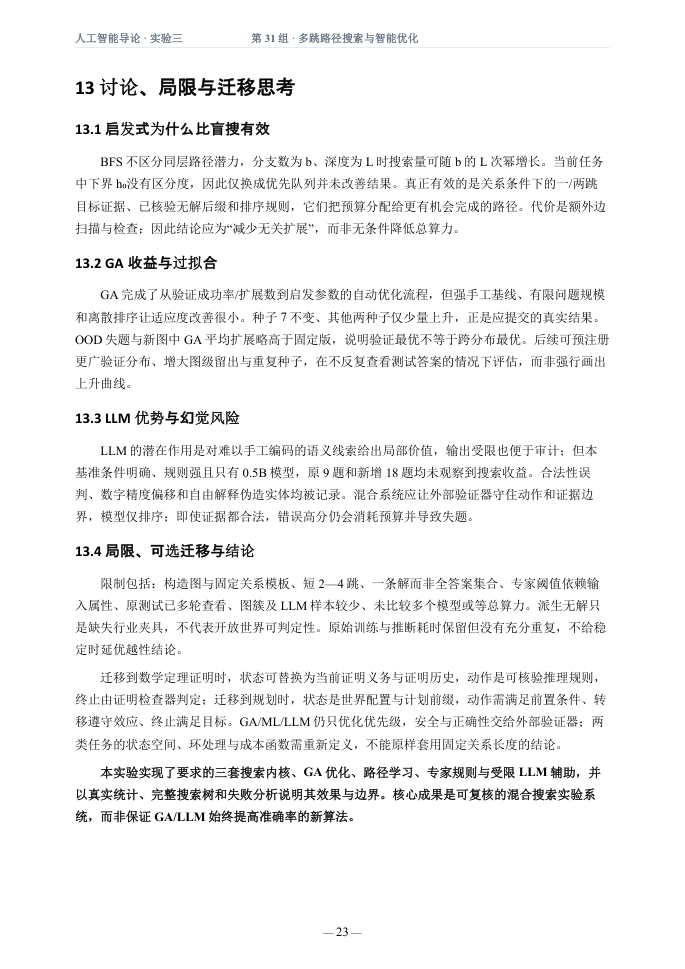 人工智能导论 · 实验三 第 31 组 · 多跳路径搜索与智能优化
13 讨论、局限与迁移思考
13.1 启发式为什么比盲搜有效
BFS 不区分同层路径潜力，分支数为 b、深度为 L 时搜索量可随 b 的 L 次幂增长。当前任务
中下界 h₀没有区分度，因此仅换成优先队列并未改善结果。真正有效的是关系条件下的一/两跳
目标证据、已核验无解后缀和排序规则，它们把预算分配给更有机会完成的路径。代价是额外边
扫描与检查；因此结论应为“减少无关扩展”，而非无条件降低总算力。
13.2 GA 收益与过拟合
GA 完成了从验证成功率/扩展数到启发参数的自动优化流程，但强手工基线、有限问题规模
和离散排序让适应度改善很小。种子 7 不变、其他两种子仅少量上升，正是应提交的真实结果。
OOD 失题与新图中 GA 平均扩展略高于固定版，说明验证最优不等于跨分布最优。后续可预注册
更广验证分布、增大图级留出与重复种子，在不反复查看测试答案的情况下评估，而非强行画出
上升曲线。
13.3 LLM 优势与幻觉风险
LLM 的潜在作用是对难以手工编码的语义线索给出局部价值，输出受限也便于审计；但本
基准条件明确、规则强且只有 0.5B 模型，原 9 题和新增 18 题均未观察到搜索收益。合法性误
判、数字精度偏移和自由解释伪造实体均被记录。混合系统应让外部验证器守住动作和证据边
界，模型仅排序；即使证据都合法，错误高分仍会消耗预算并导致失题。
13.4 局限、可选迁移与结论
限制包括：构造图与固定关系模板、短 2—4 跳、一条解而非全答案集合、专家阈值依赖输
入属性、原测试已多轮查看、图簇及 LLM 样本较少、未比较多个模型或等总算力。派生无解只
是缺失行业夹具，不代表开放世界可判定性。原始训练与推断耗时保留但没有充分重复，不给稳
定时延优越性结论。
迁移到数学定理证明时，状态可替换为当前证明义务与证明历史，动作是可核验推理规则，
终止由证明检查器判定；迁移到规划时，状态是世界配置与计划前缀，动作需满足前置条件、转
移遵守效应、终止满足目标。GA/ML/LLM 仍只优化优先级，安全与正确性交给外部验证器；两
类任务的状态空间、环处理与成本函数需重新定义，不能原样套用固定关系长度的结论。
本实验实现了要求的三套搜索内核、GA 优化、路径学习、专家规则与受限 LLM 辅助，并
以真实统计、完整搜索树和失败分析说明其效果与边界。核心成果是可复核的混合搜索实验系
统，而非保证 GA/LLM 始终提高准确率的新算法。
— 23 —